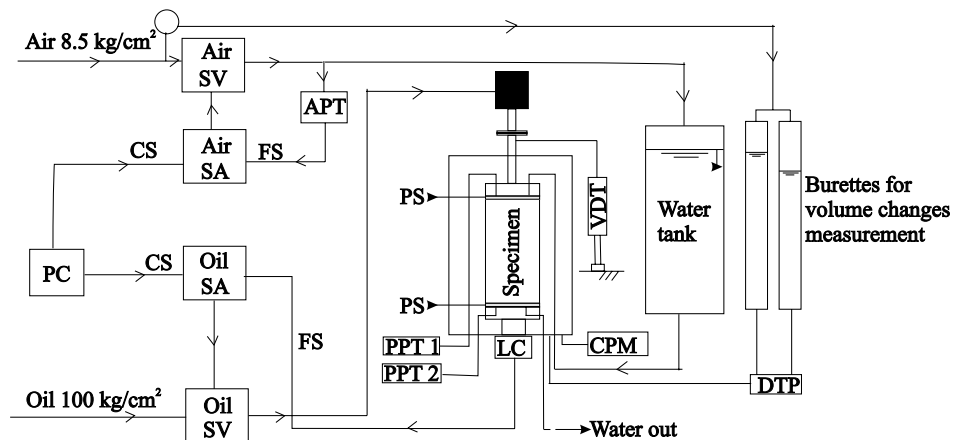 Air 8.5 kg/cm²
Air
SV
APT
Air
SA
CS
FS
PC
CS
Oil
SA
FS
Oil 100 kg/cm²
Oil
SV
PS
PS
Specimen
VDT
PPT 1
PPT 2
LC
CPM
Water out
Water
tank
Burettes for
volume changes
measurement
DTP